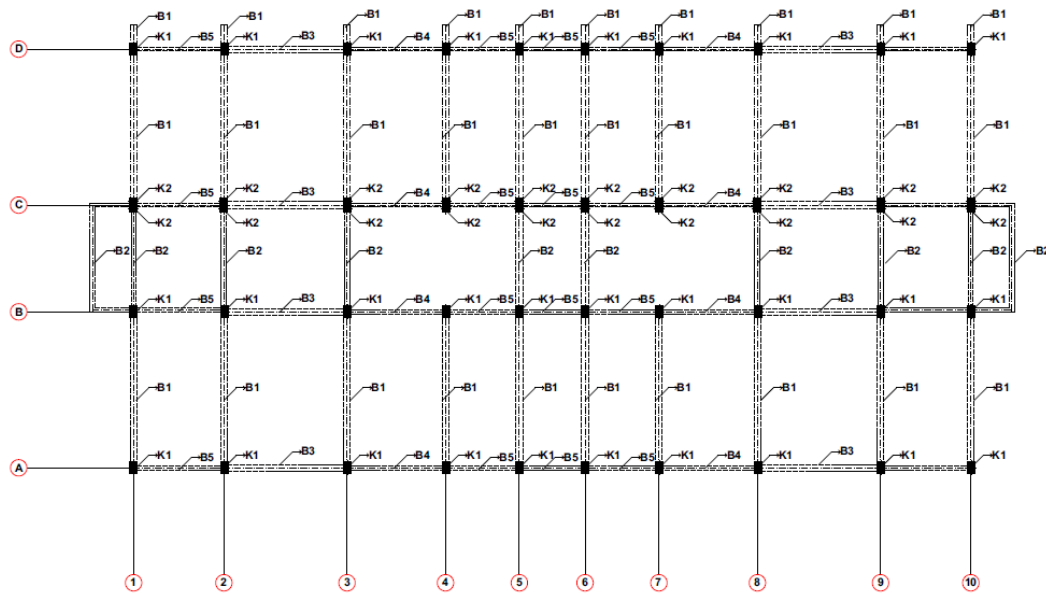 B1 B1 B1 B1 B1 B1 B1 B1 B1 B1
D K1 B5 K1 B3 K1 B4 K1 B5 K1 B5 K1 B5 K1 B4 K1 B3 K1 K1
B1 B1 B1 B1 B1 B1 B1 B1 B1 B1
K2 B5 K2 B3 K2 B4 K2 B5 K2 B5 K2 B5 K2 B4 K2 B3 K2 K2
C
K2 K2 K2 K2 K2 K2 K2 K2 K2 K2
B2 B2 B2 B2 B2 B2 B2 B2 B2 B2
B K1 B5 K1 B3 K1 B4 K1 B5 K1 B5 K1 B5 K1 B4 K1 B3 K1 K1
B1 B1 B1 B1 B1 B1 B1 B1 B1 B1
A K1 B5 K1 B3 K1 B4 K1 B5 K1 B5 K1 B5 K1 B4 K1 B3 K1 K1
1 2 3 4 5 6 7 8 9 10